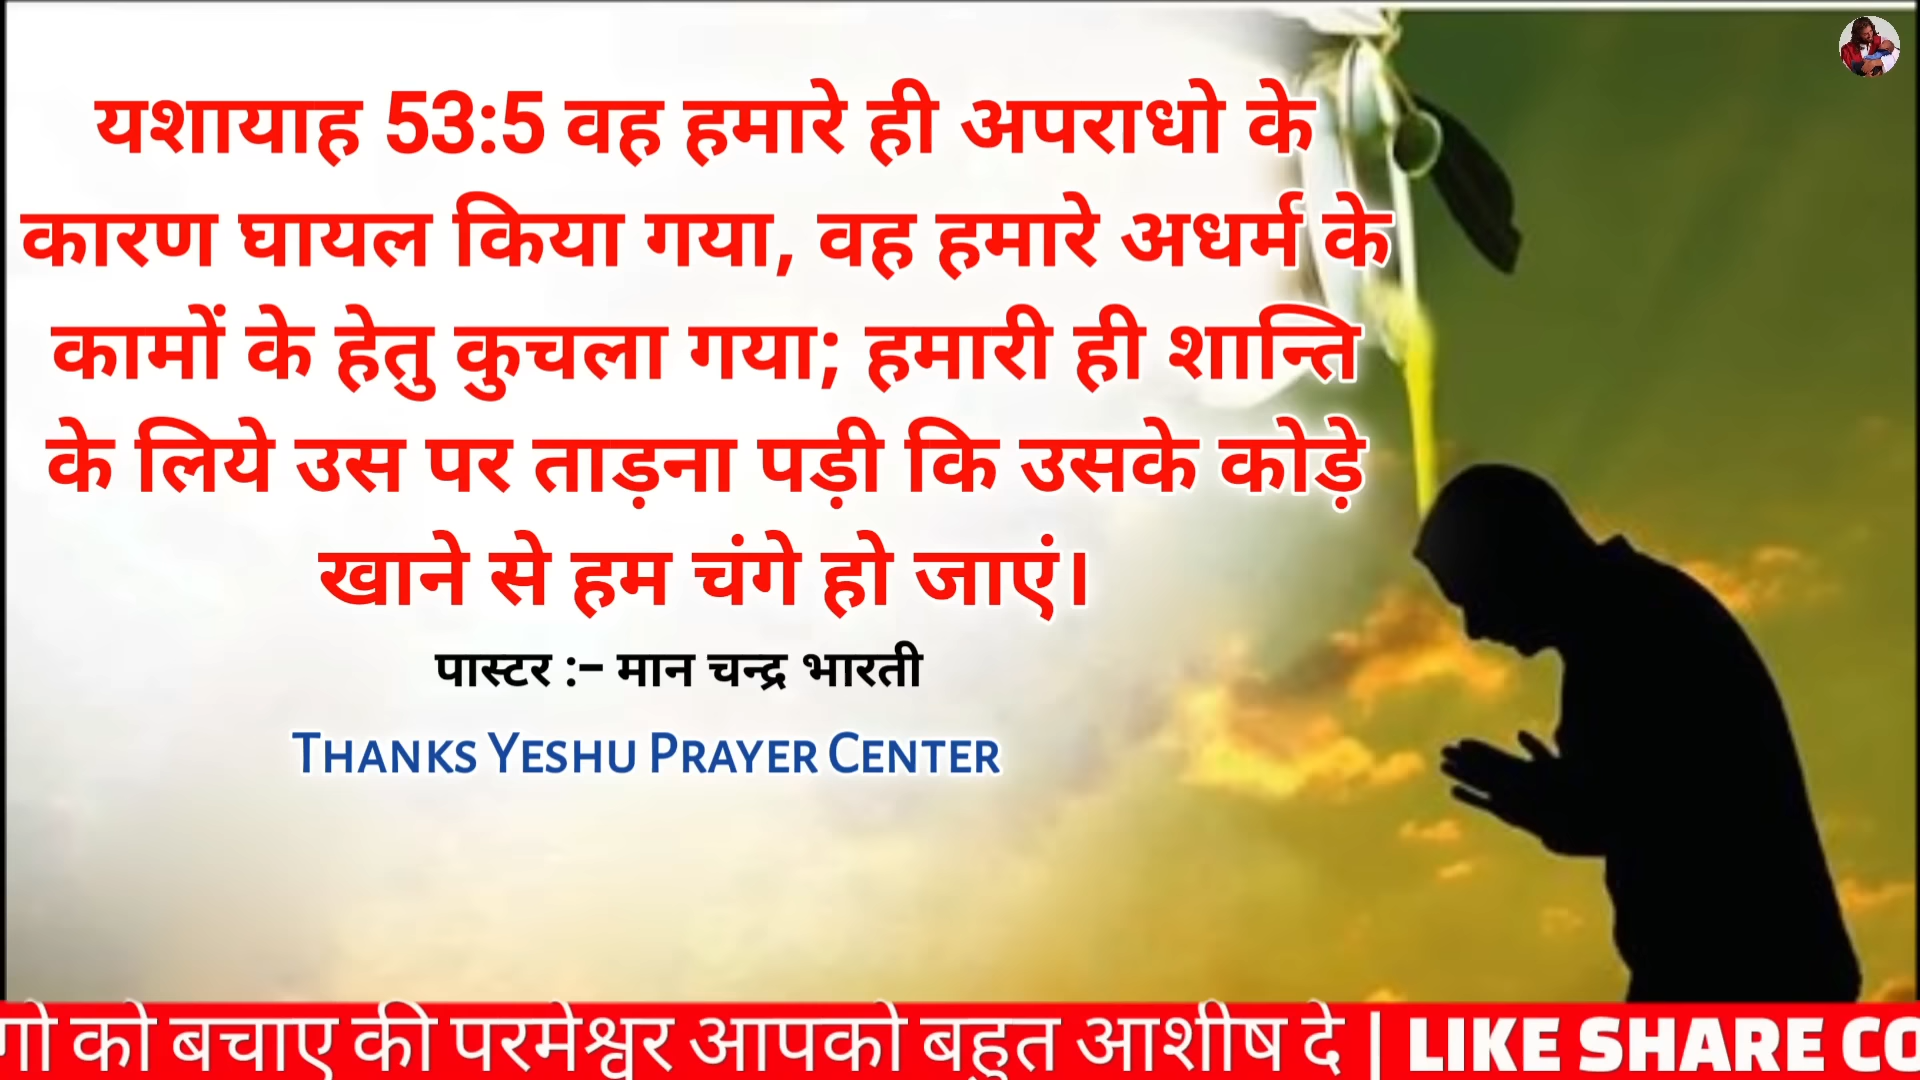 यशायाह 53:5 वह हमारे ही अपराधो के
कारण घायल किया गया, वह हमारे अधर्म के
कामों के हेतु कुचला गया; हमारी ही शान्ति
के लिये उस पर ताड़ना पड़ी कि उसके कोड़े
खाने से हम चंगे हो जाएं।
पास्टर :- मान चन्द्र भारती
THANKS YESHU PRAYER CENTER
को बचाए की परमेश्वर आपको बहुत आशीष दे | LIKE SHARE